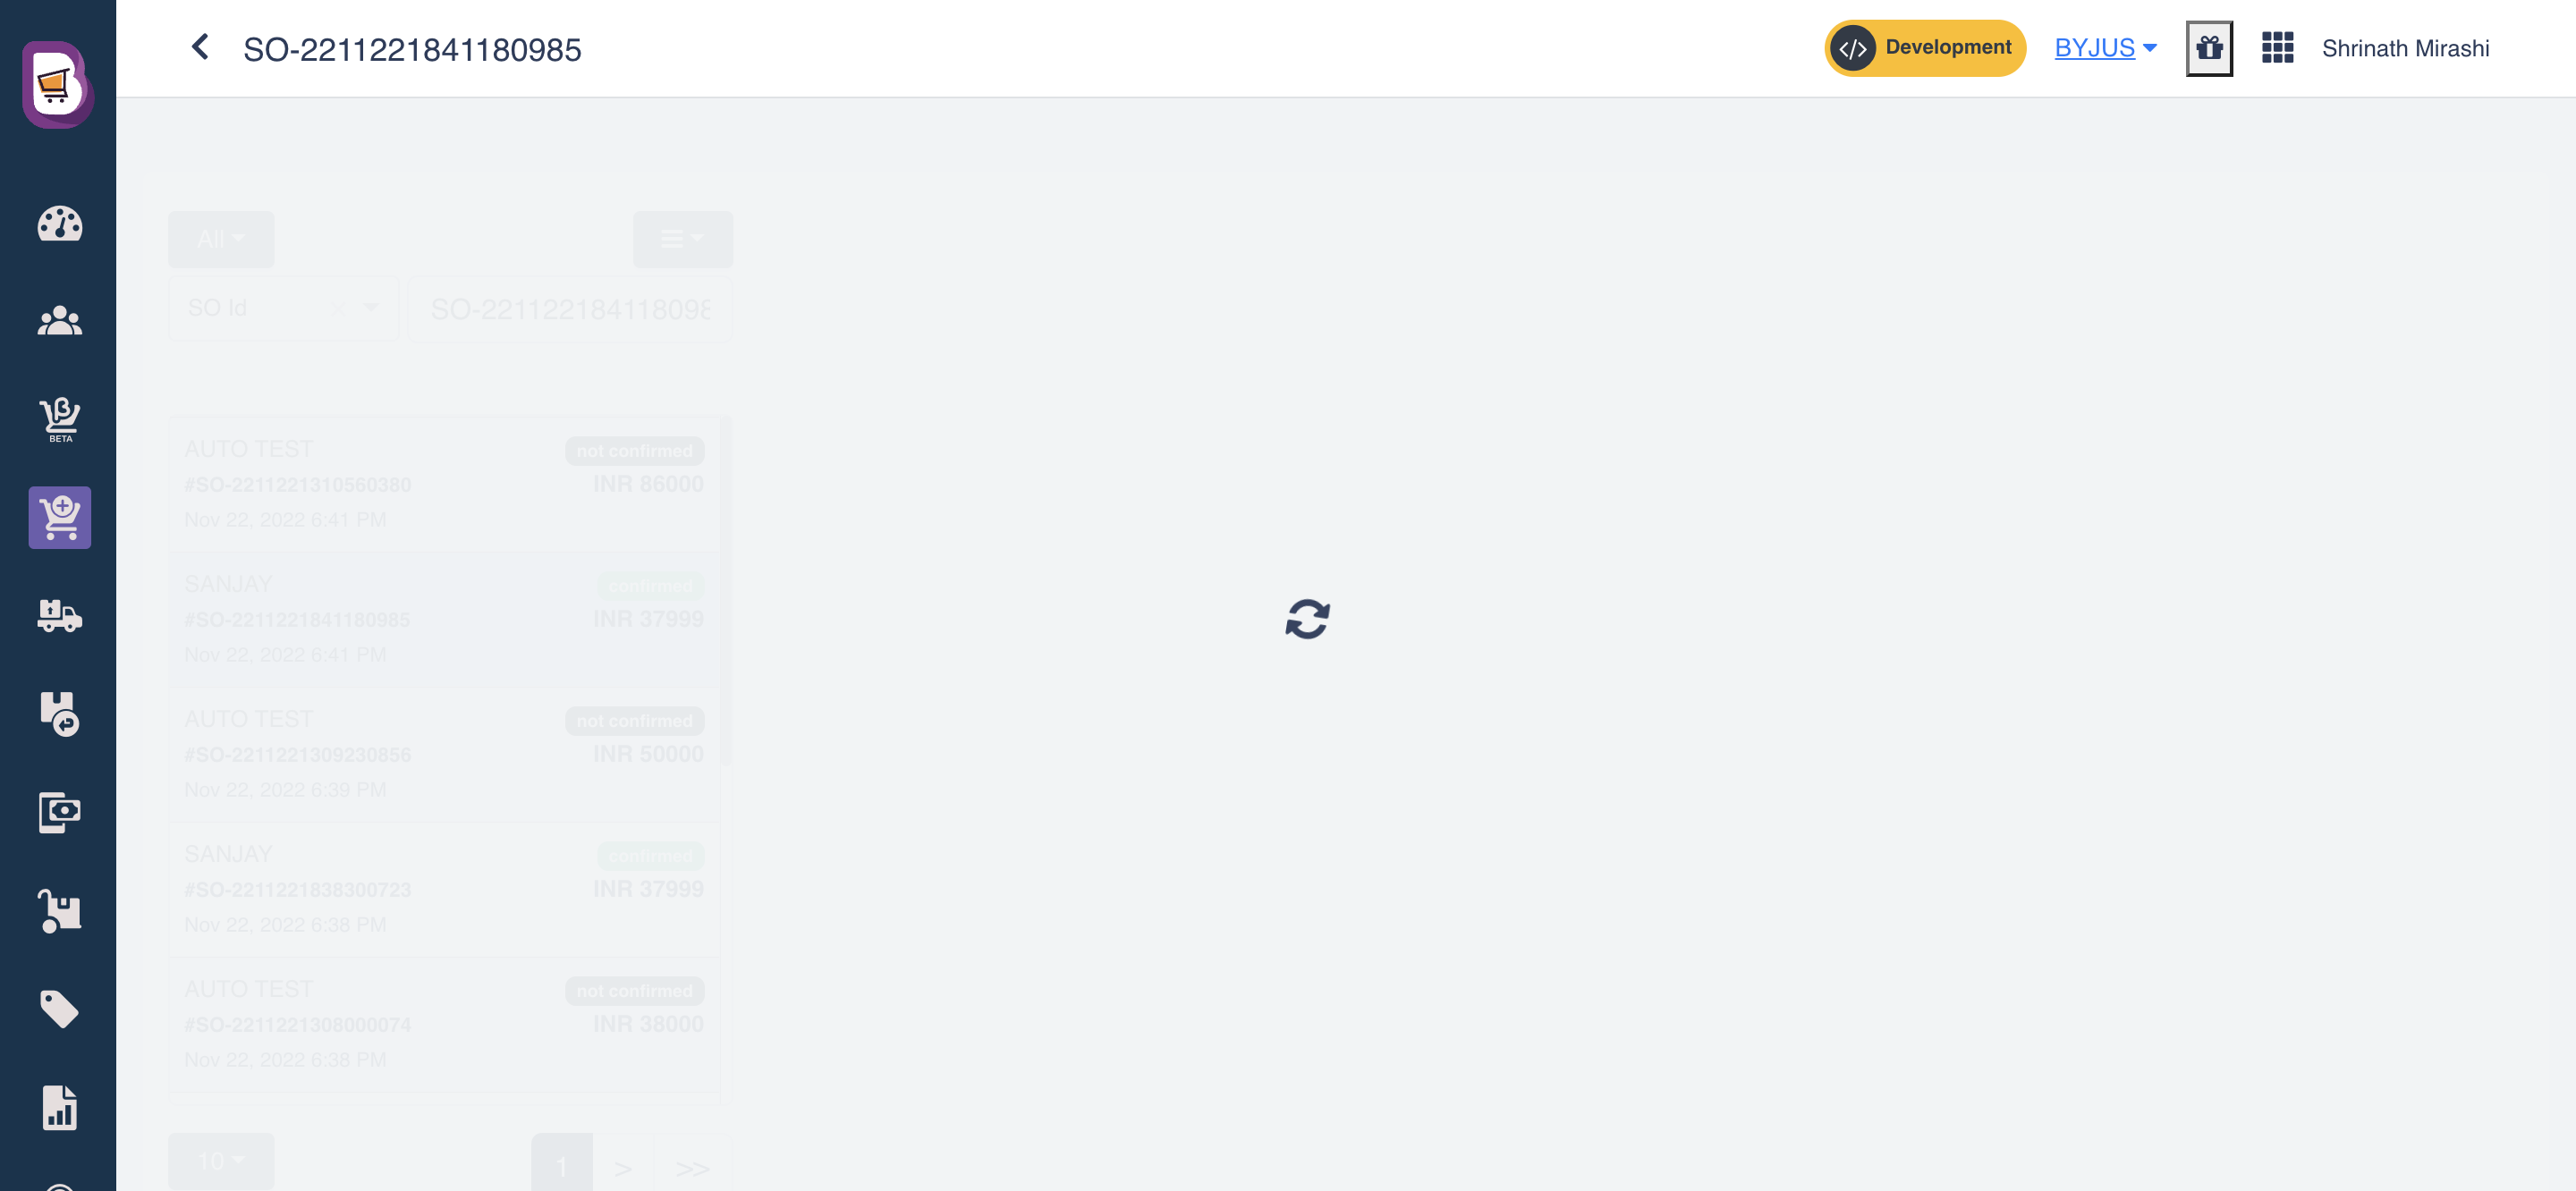 SO-2211221841180985
Development
BYJUS
Shrinath Mirashi
BETA
All
SO Id
SO-221122184118098
AUTO TEST
not confirmed
#SO-2211221310560380
INR 86000
Nov 22, 2022 6:41 PM
SANJAY
confirmed
#SO-2211221841180985
INR 37999
Nov 22, 2022 6:41 PM
AUTO TEST
not confirmed
#SO-2211221309230856
INR 50000
Nov 22, 2022 6:39 PM
SANJAY
confirmed
#SO-2211221838300723
INR 37999
Nov 22, 2022 6:38 PM
AUTO TEST
not confirmed
#SO-2211221308000074
INR 38000
Nov 22, 2022 6:38 PM
10
1
>
>>